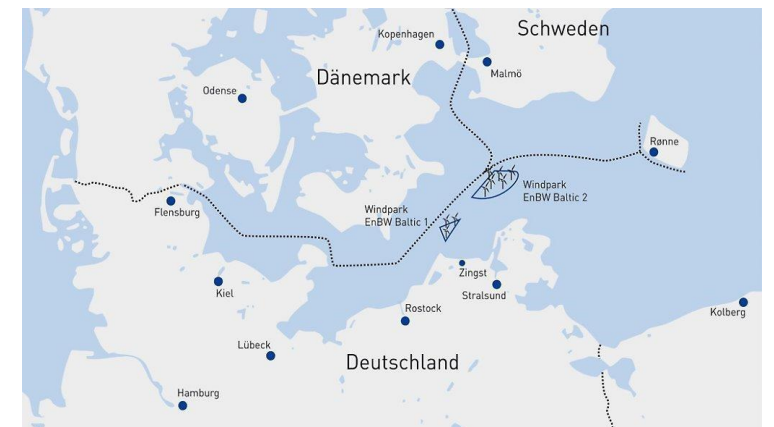 Schweden
Kopenhagen
Malmö
Dänemark
Odense
Rønne
Windpark
EnBW Baltic 2
Windpark
EnBW Baltic 1
Flensburg
Zingst
Kiel
Stralsund
Rostock
Kolberg
Lübeck
Deutschland
Hamburg